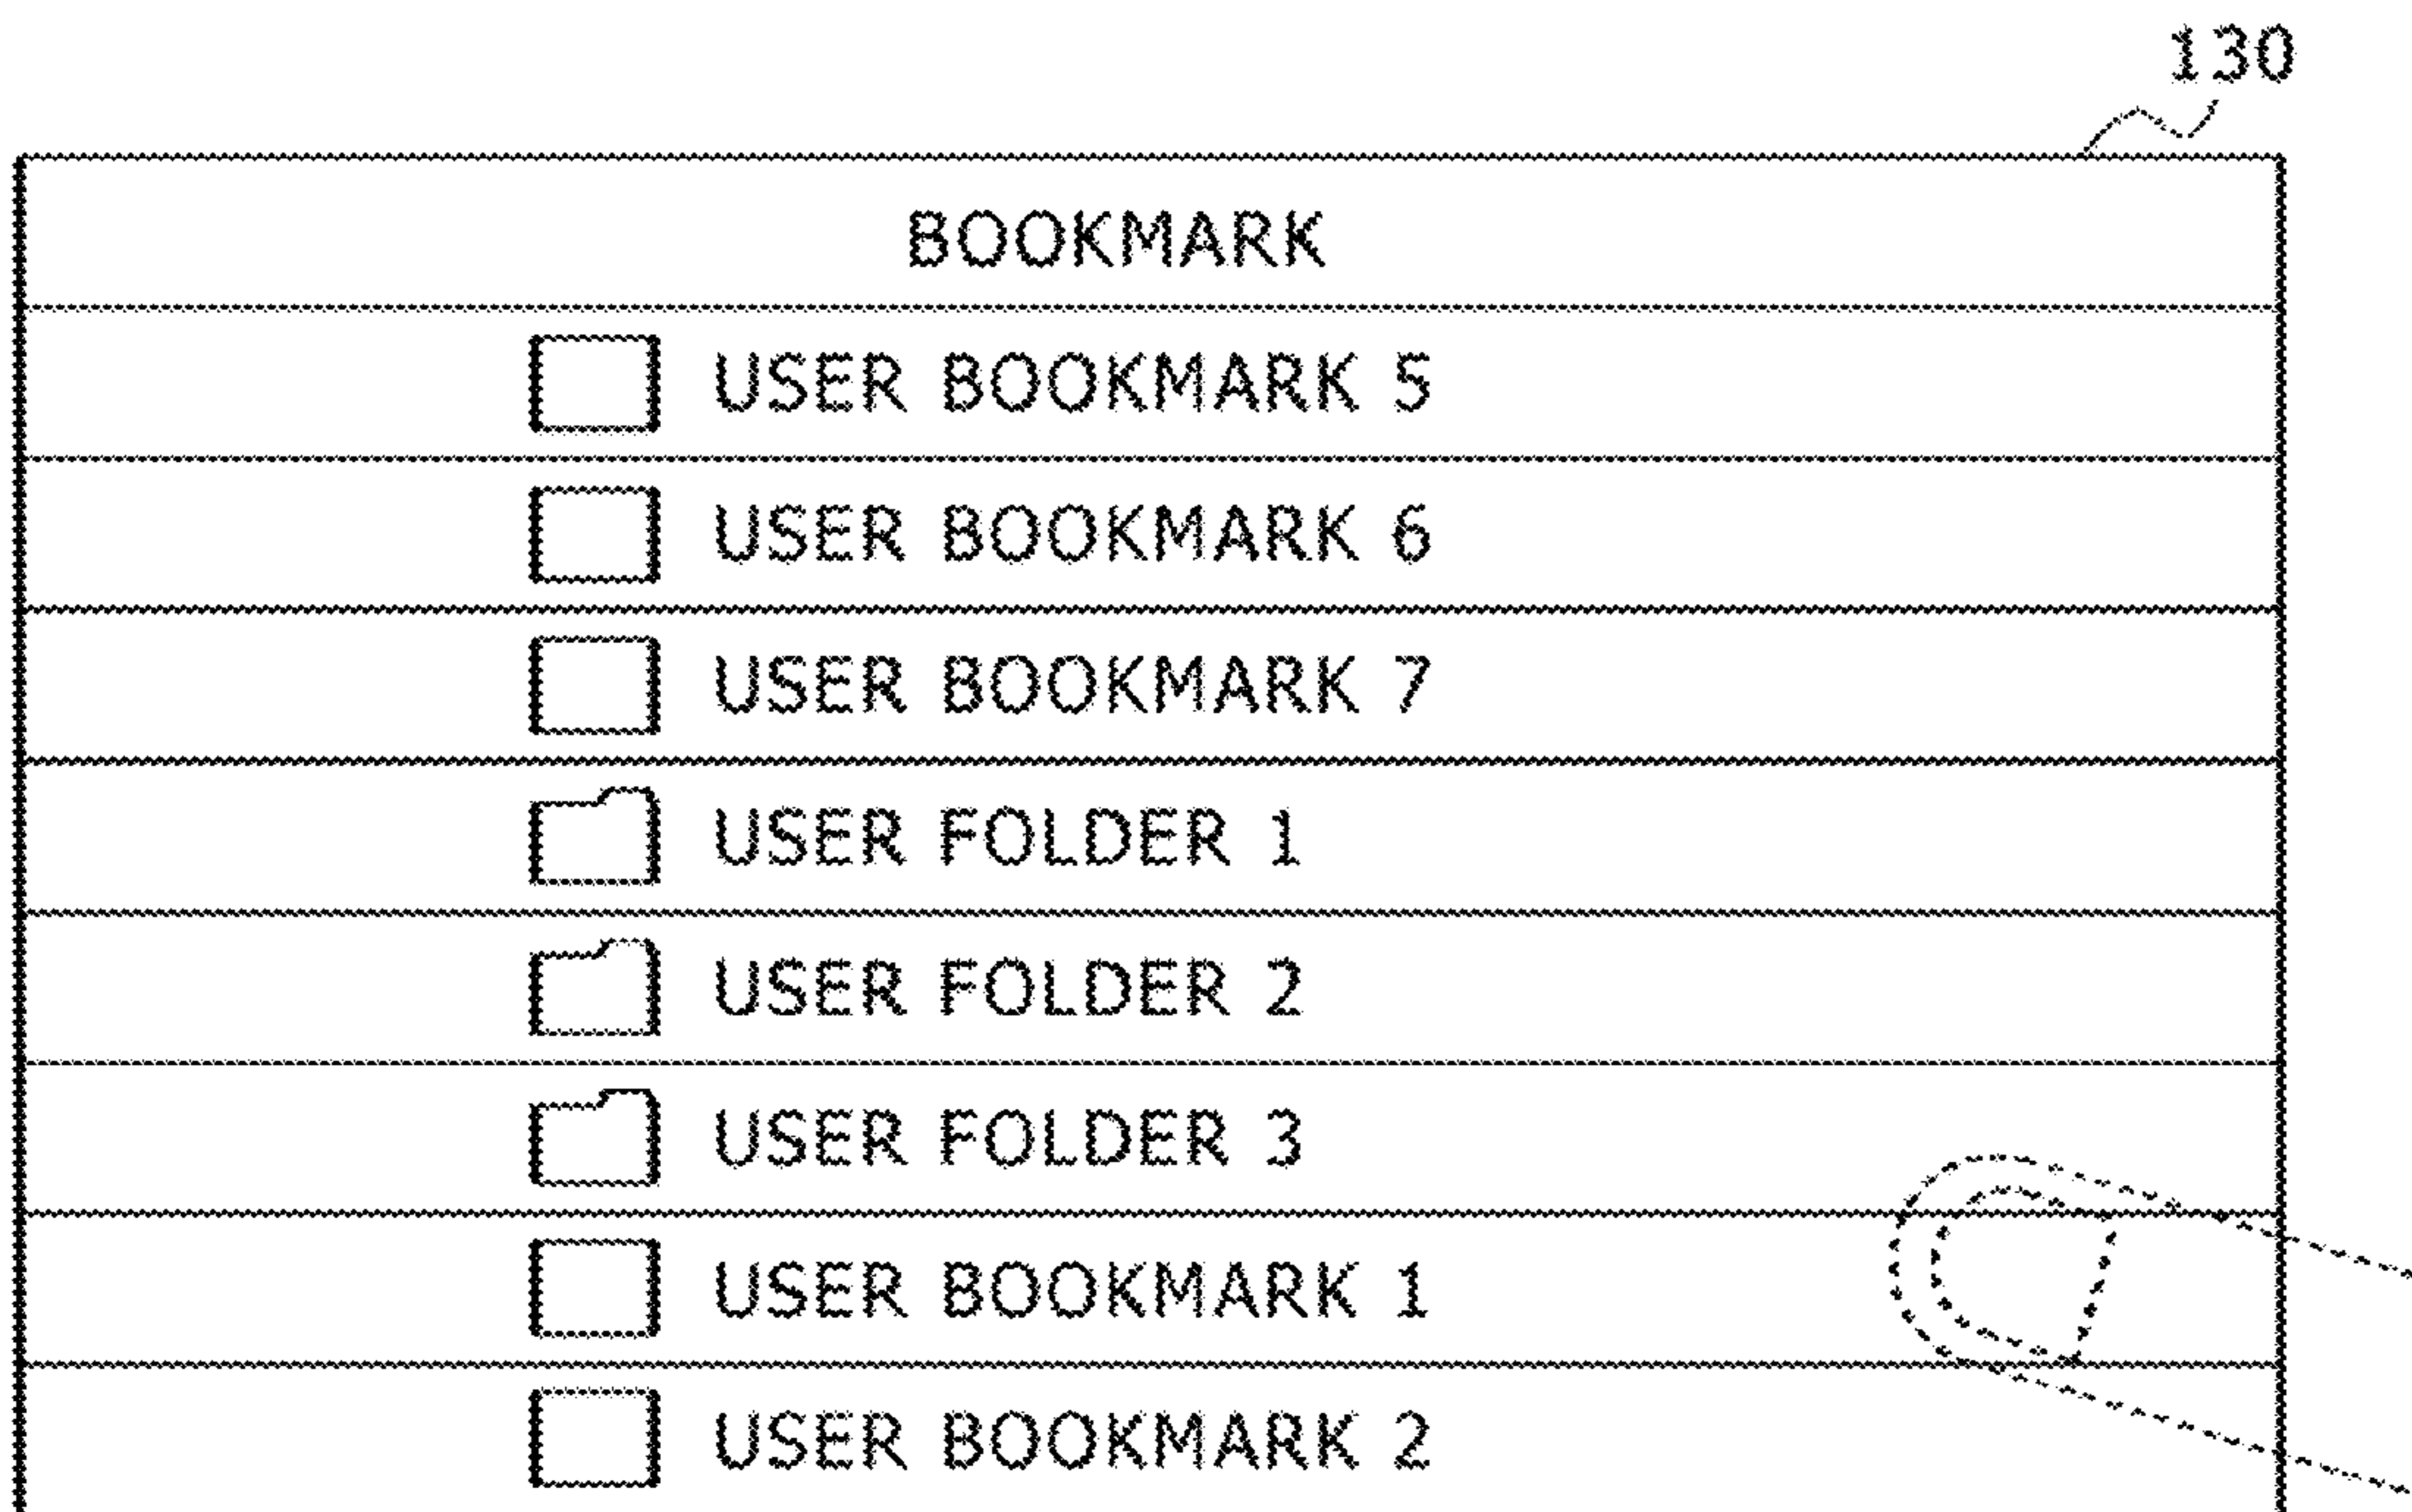 130
BOOKMARK
USER BOOKMARK 5
USER BOOKMARK 6
USER BOOKMARK 7
USER FOLDER 1
USER FOLDER 2
USER FOLDER 3
USER BOOKMARK 1
USER BOOKMARK 2